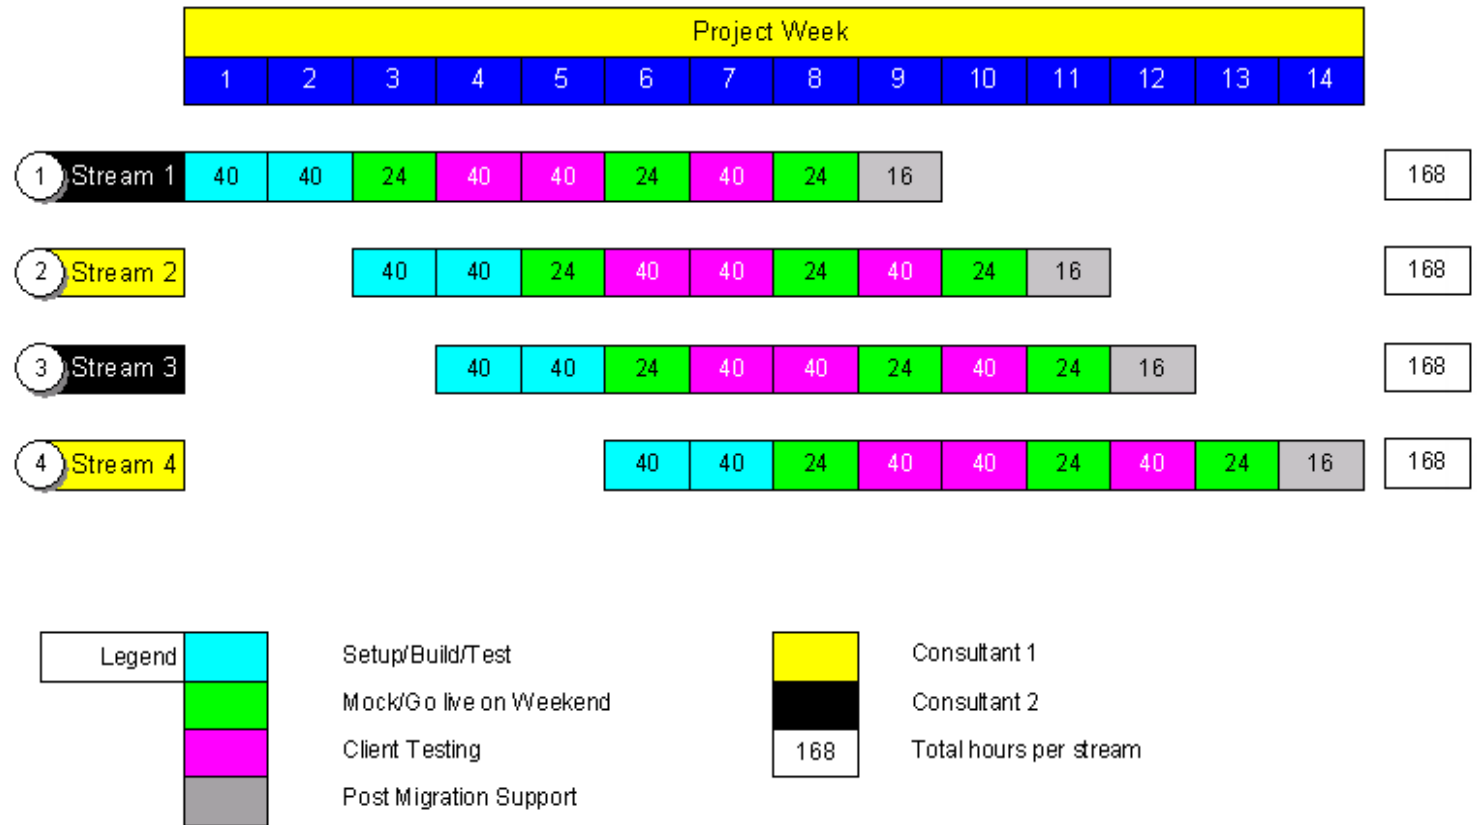 Project Week
1 2 3 4 5 6 7 8 9 10 11 12 13 14
1 Stream 1 40 40 24 40 40 24 40 24 16 168
2 Stream 2 40 40 24 40 40 24 40 24 16 168
3 Stream 3 40 40 24 40 40 24 40 24 16 168
4 Stream 4 40 40 24 40 40 24 40 24 16 168
Legend Setup/Build/Test Consultant 1
Mock/Go live on Weekend Consultant 2
Client Testing 168 Total hours per stream
Post Migration Support